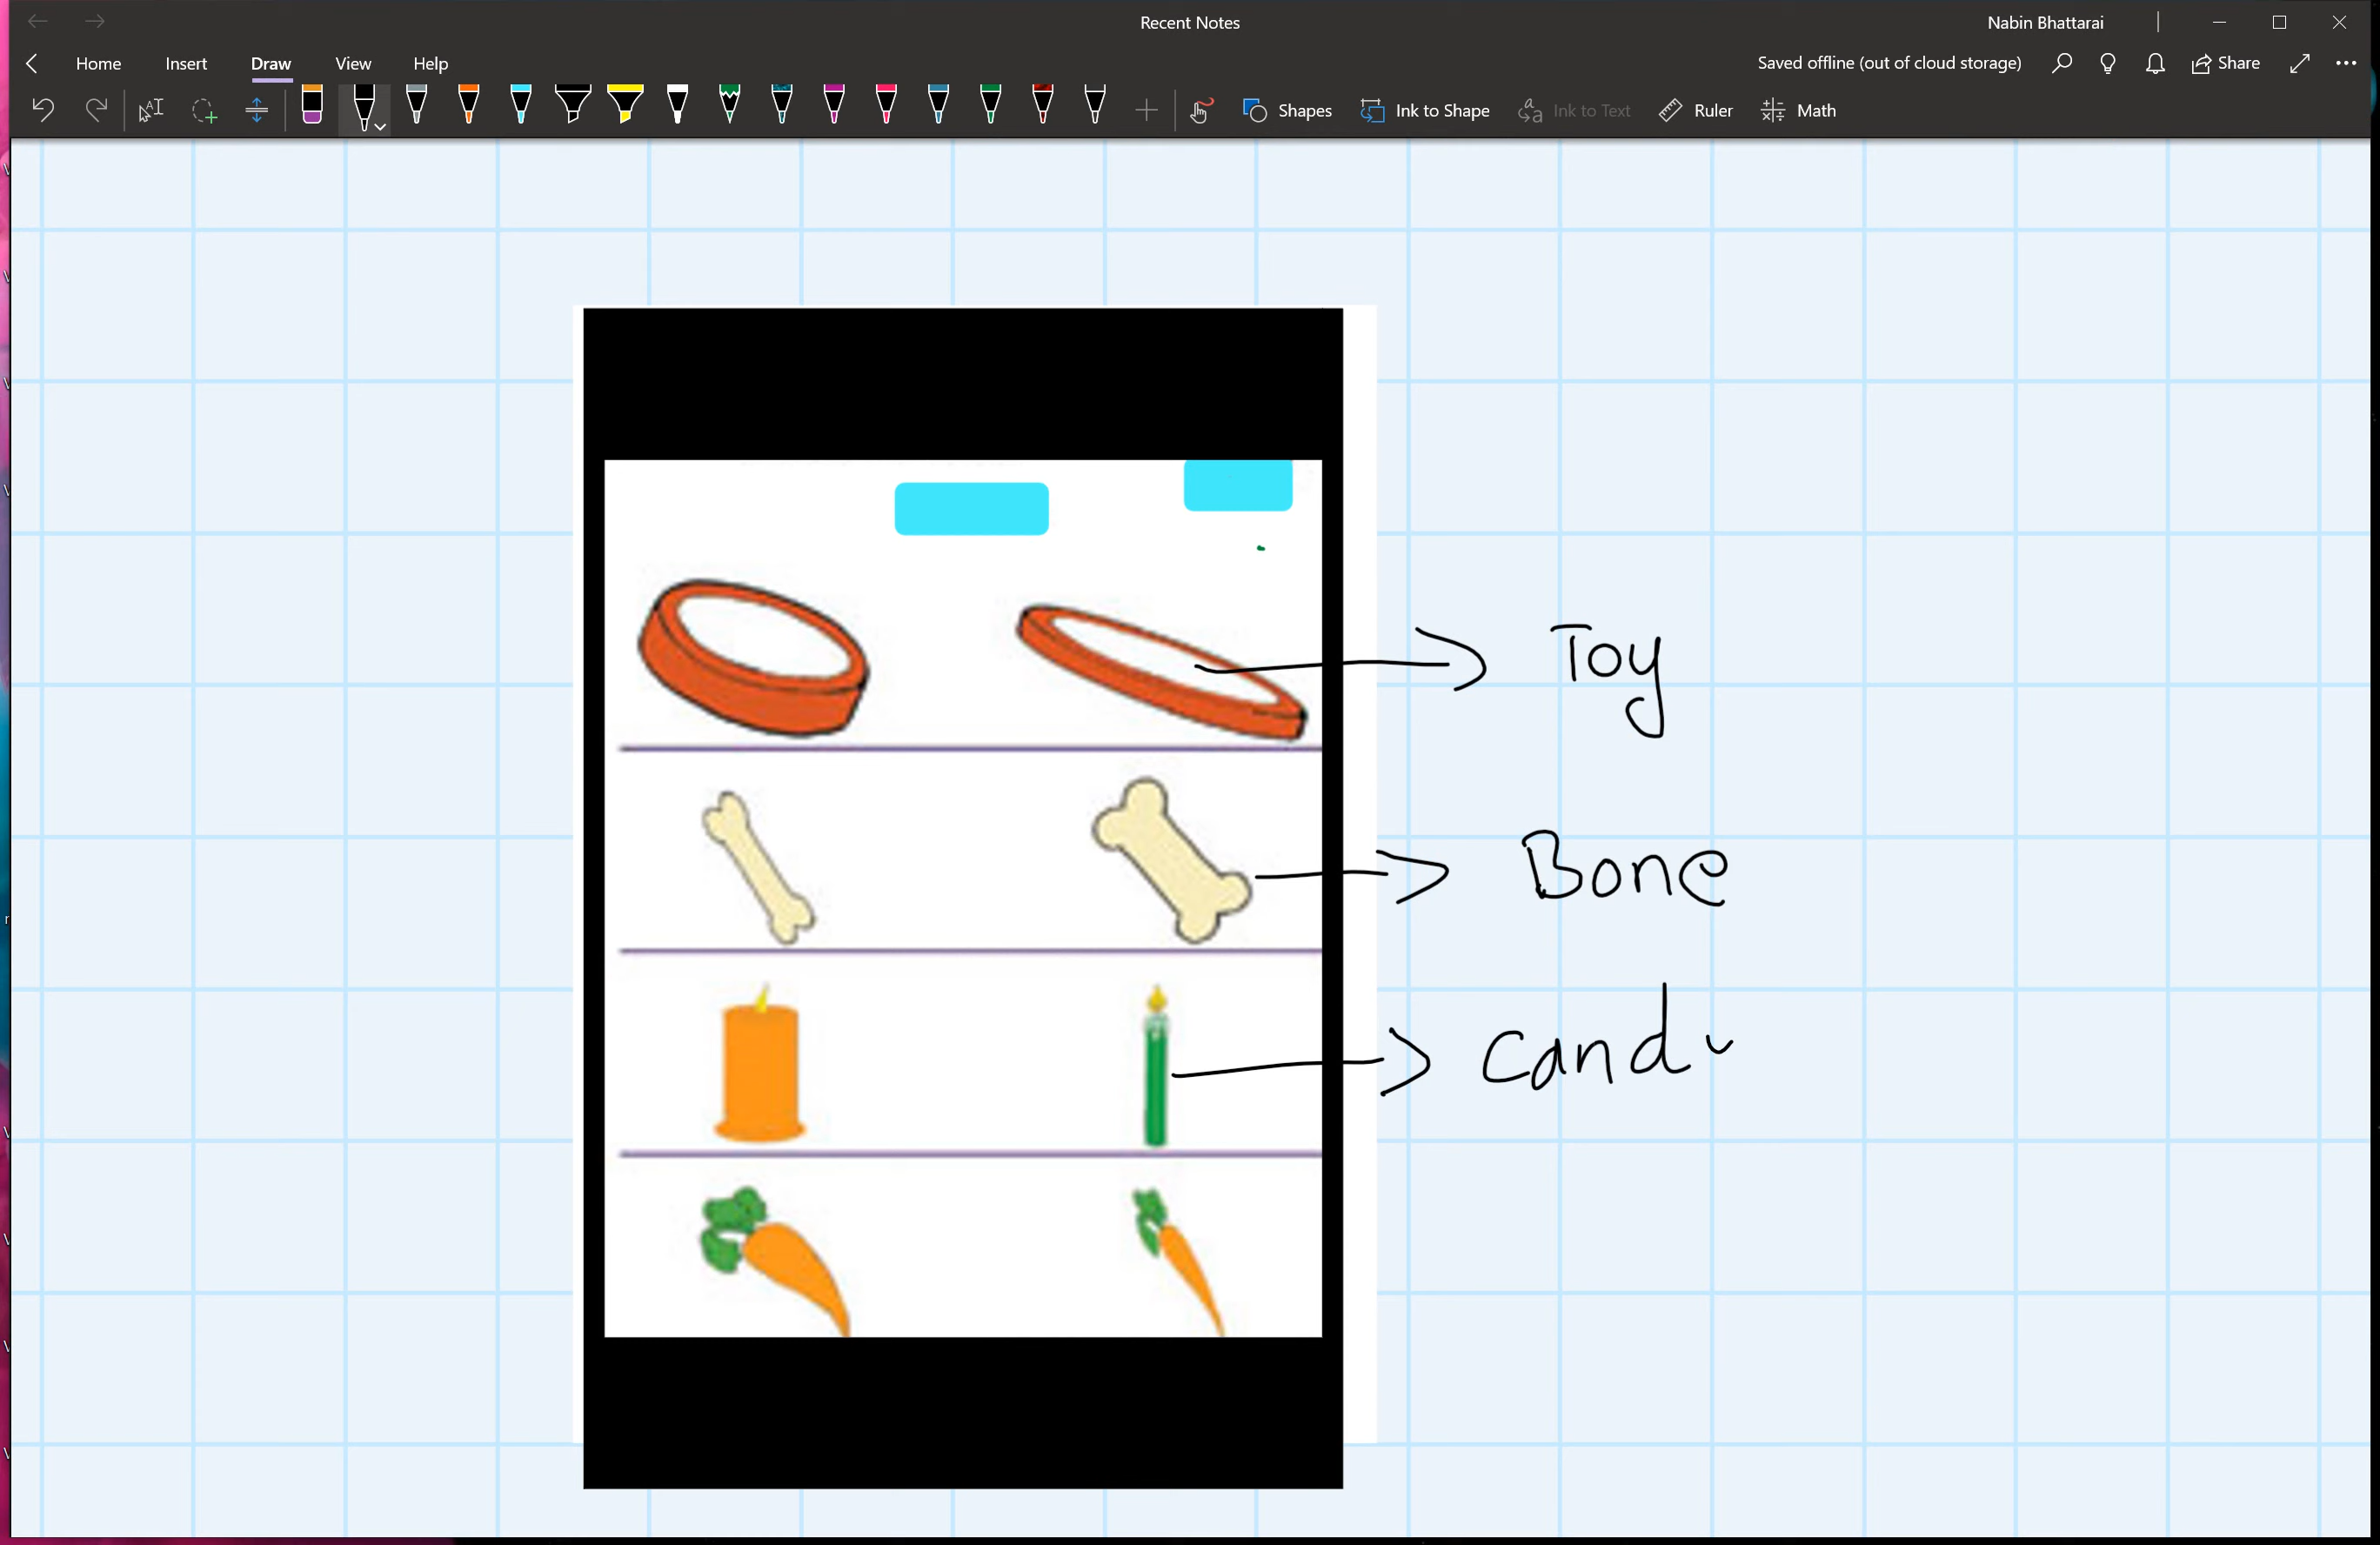 Recent Notes
Nabin Bhattarai
Home Insert Draw View Help
Saved offline (out of cloud storage)
Share
Shapes Ink to Shape Ink to Text Ruler Math
Toy
Bone